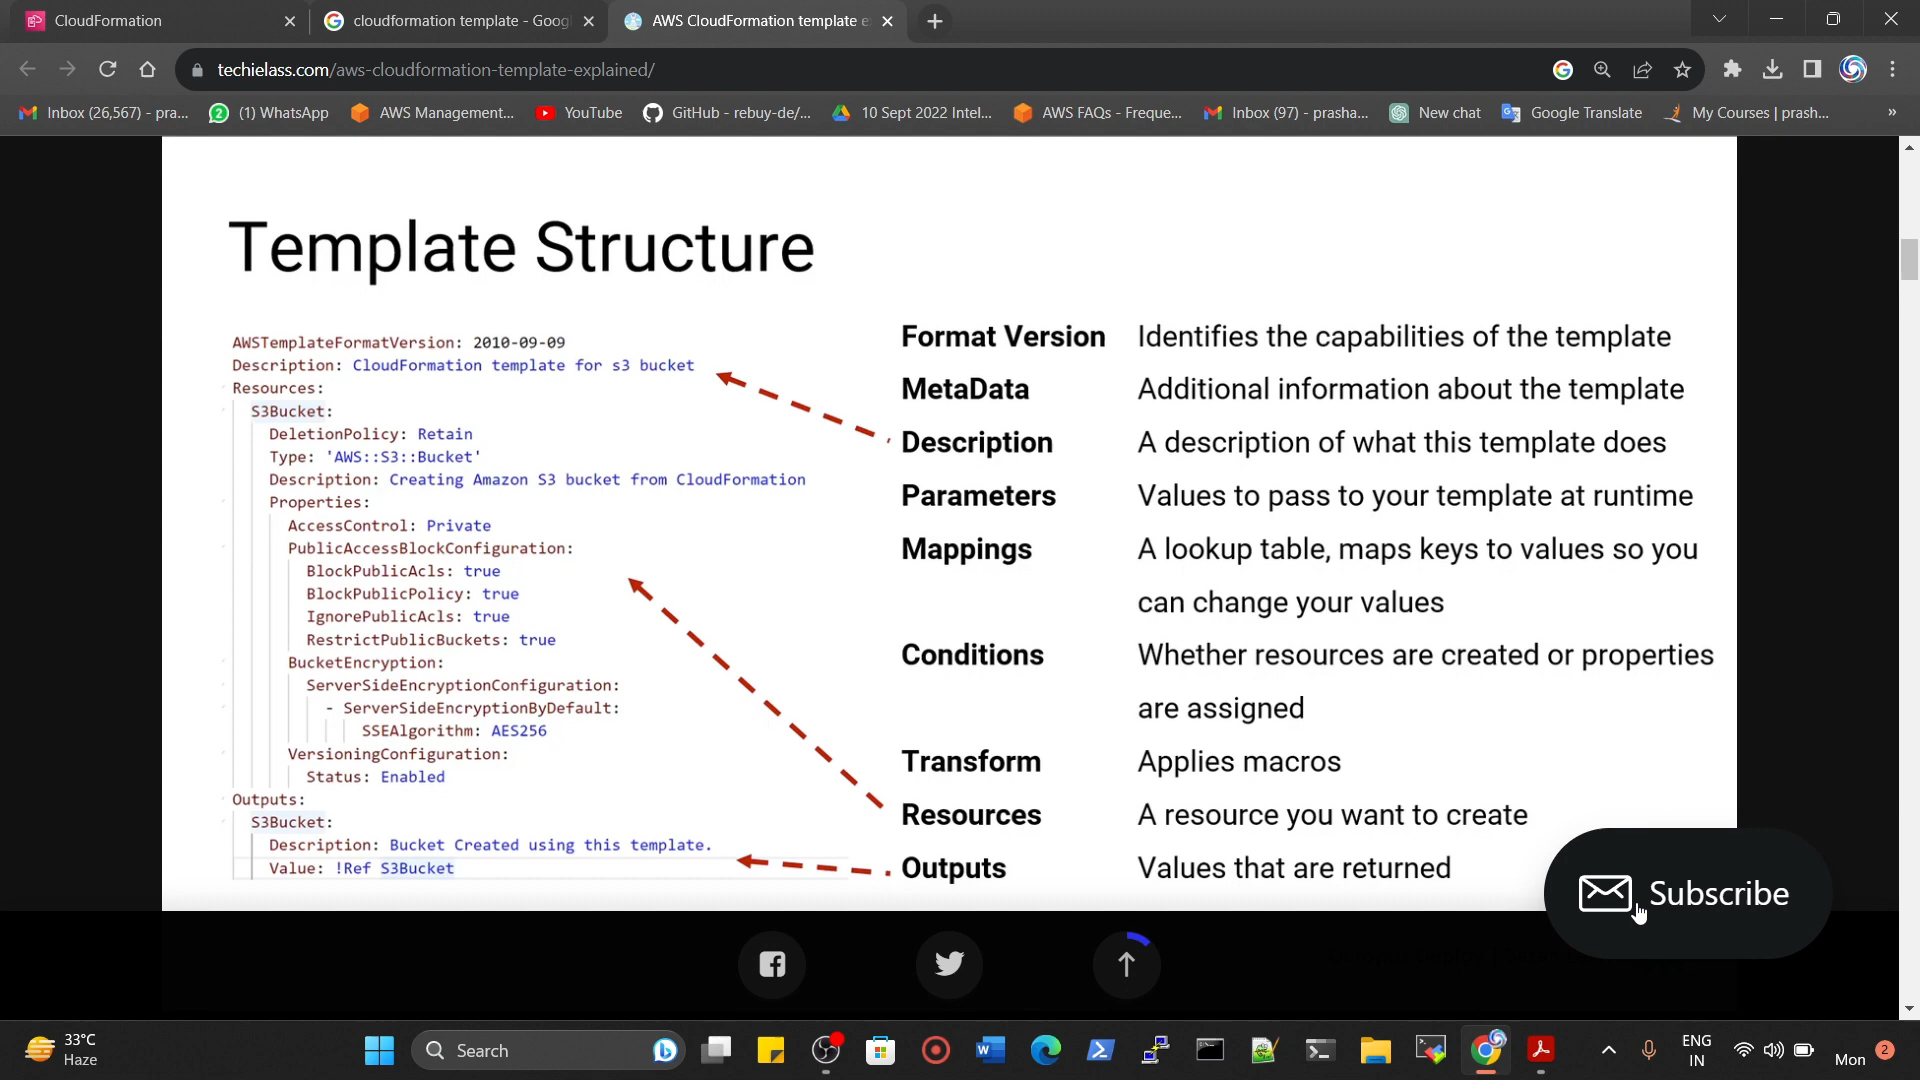 CloudFormation
cloudformation template - Goog
AWS CloudFormation template e
techielass.com/aws-cloudformation-template-explained/
Inbox (26,567) - pra...
(1) WhatsApp
AWS Management...
YouTube
GitHub - rebuy-de/...
10 Sept 2022 Intel...
AWS FAQs - Freque...
Inbox (97) - prasha...
New chat
Google Translate
My Courses | prash...
»
Template Structure
AWSTemplateFormatVersion: 2010-09-09
Description: CloudFormation template for s3 bucket
Resources:
S3Bucket:
DeletionPolicy: Retain
Type: 'AWS::S3::Bucket'
Description: Creating Amazon S3 bucket from CloudFormation
Properties:
AccessControl: Private
PublicAccessBlockConfiguration:
BlockPublicAcls: true
BlockPublicPolicy: true
IgnorePublicAcls: true
RestrictPublicBuckets: true
BucketEncryption:
ServerSideEncryptionConfiguration:
- ServerSideEncryptionByDefault:
SSEAlgorithm: AES256
VersioningConfiguration:
Status: Enabled
Outputs:
S3Bucket:
Description: Bucket Created using this template.
Value: !Ref S3Bucket
Format Version Identifies the capabilities of the template
MetaData Additional information about the template
Description A description of what this template does
Parameters Values to pass to your template at runtime
Mappings A lookup table, maps keys to values so you
can change your values
Conditions Whether resources are created or properties
are assigned
Transform Applies macros
Resources A resource you want to create
Outputs Values that are returned
Subscribe
33°C
Haze
Search
ENG
IN
Mon
2